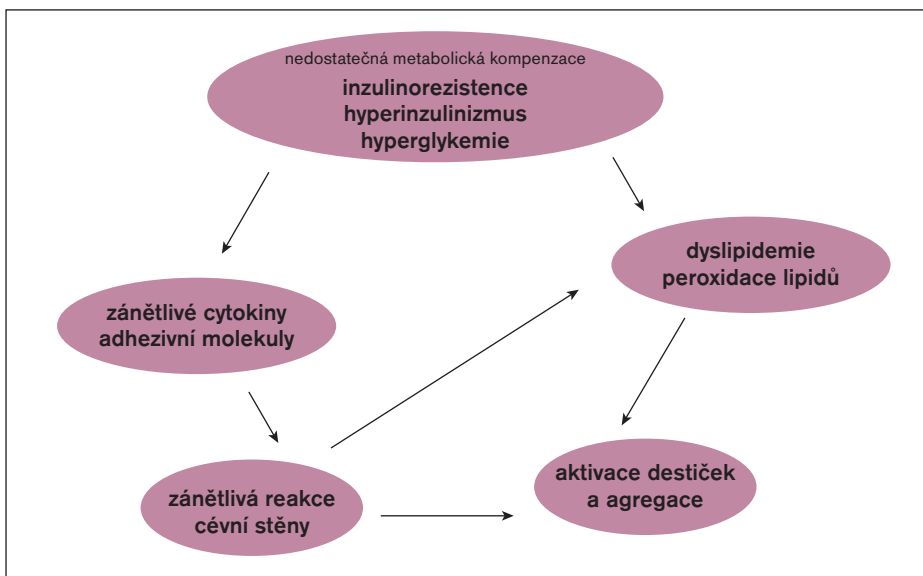 nedostatečná metabolická kompenzace
inzulinorezistence
hyperinzulinizmus
hyperglykemie
dyslipidemie
peroxidace lipidů
zánětlivé cytokiny
adhezivní molekuly
aktivace destiček
a agregace
zánětlivá reakce
cévní stěny